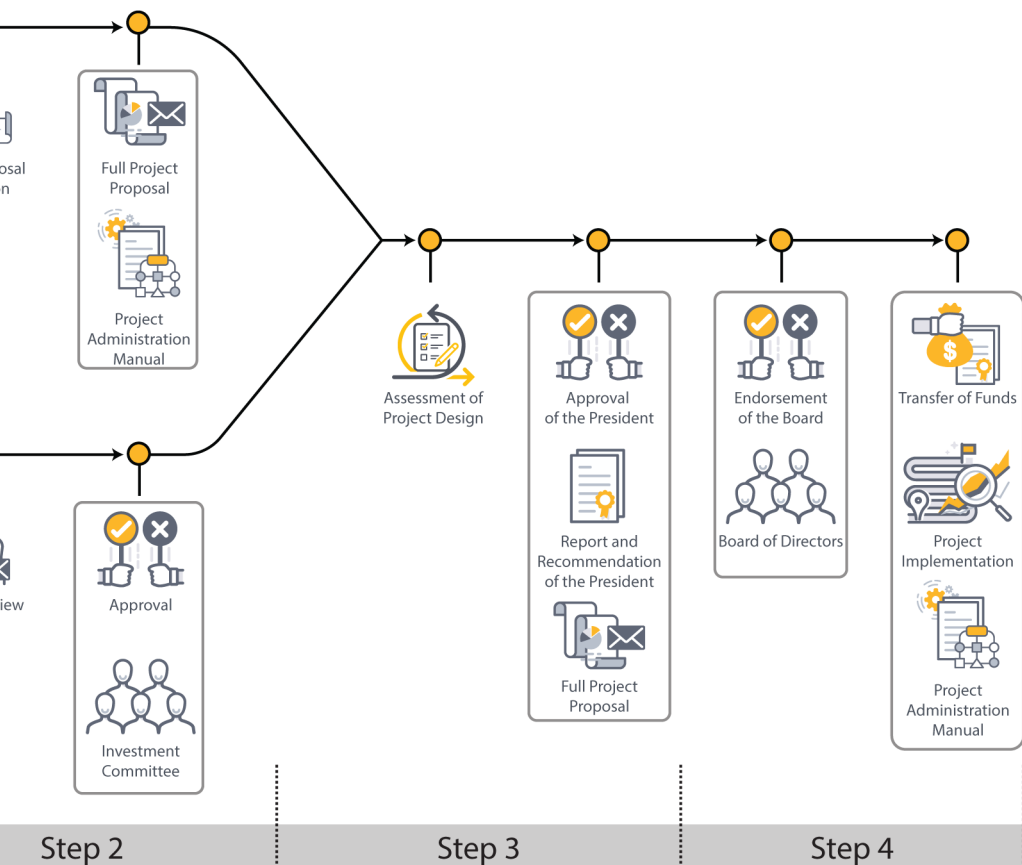 Full Project
Proposal
Project
Administration
Manual
Approval
Investment
Committee
Assessment of
Project Design
Approval
of the President
Report and
Recommendation
of the President
Full Project
Proposal
Endorsement
of the Board
Board of Directors
$
Transfer of Funds
Project
Implementation
Project
Administration
Manual
Step 2
Step 3
Step 4